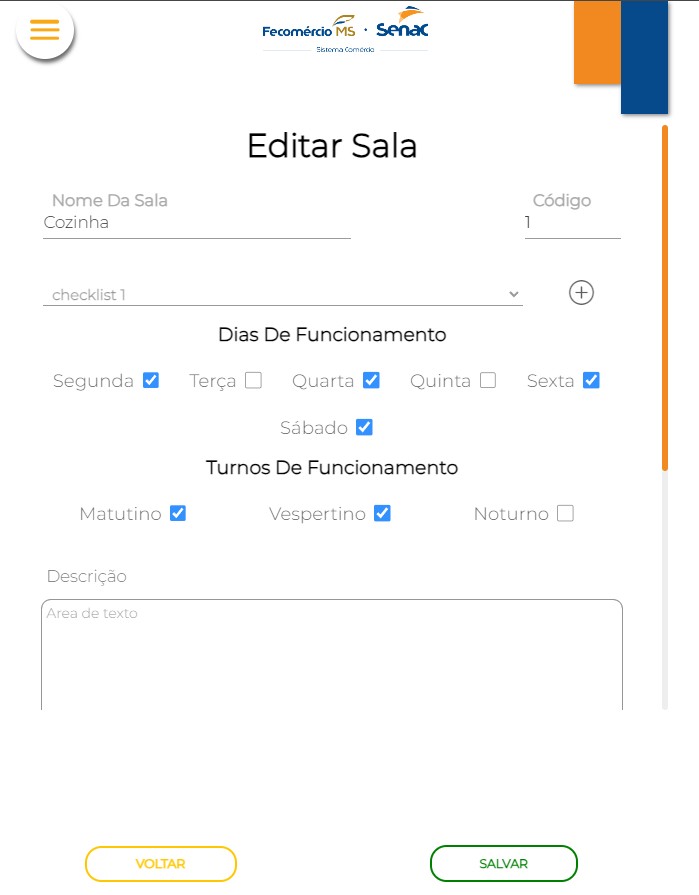 Fecomércio MS · Senac
Sistema Comércio
Editar Sala
Nome Da Sala Código
Cozinha 1
checklist 1
Dias De Funcionamento
Segunda Terça Quarta Quinta Sexta
Sábado
Turnos De Funcionamento
Matutino Vespertino Noturno
Descrição
Area de texto
VOLTAR SALVAR